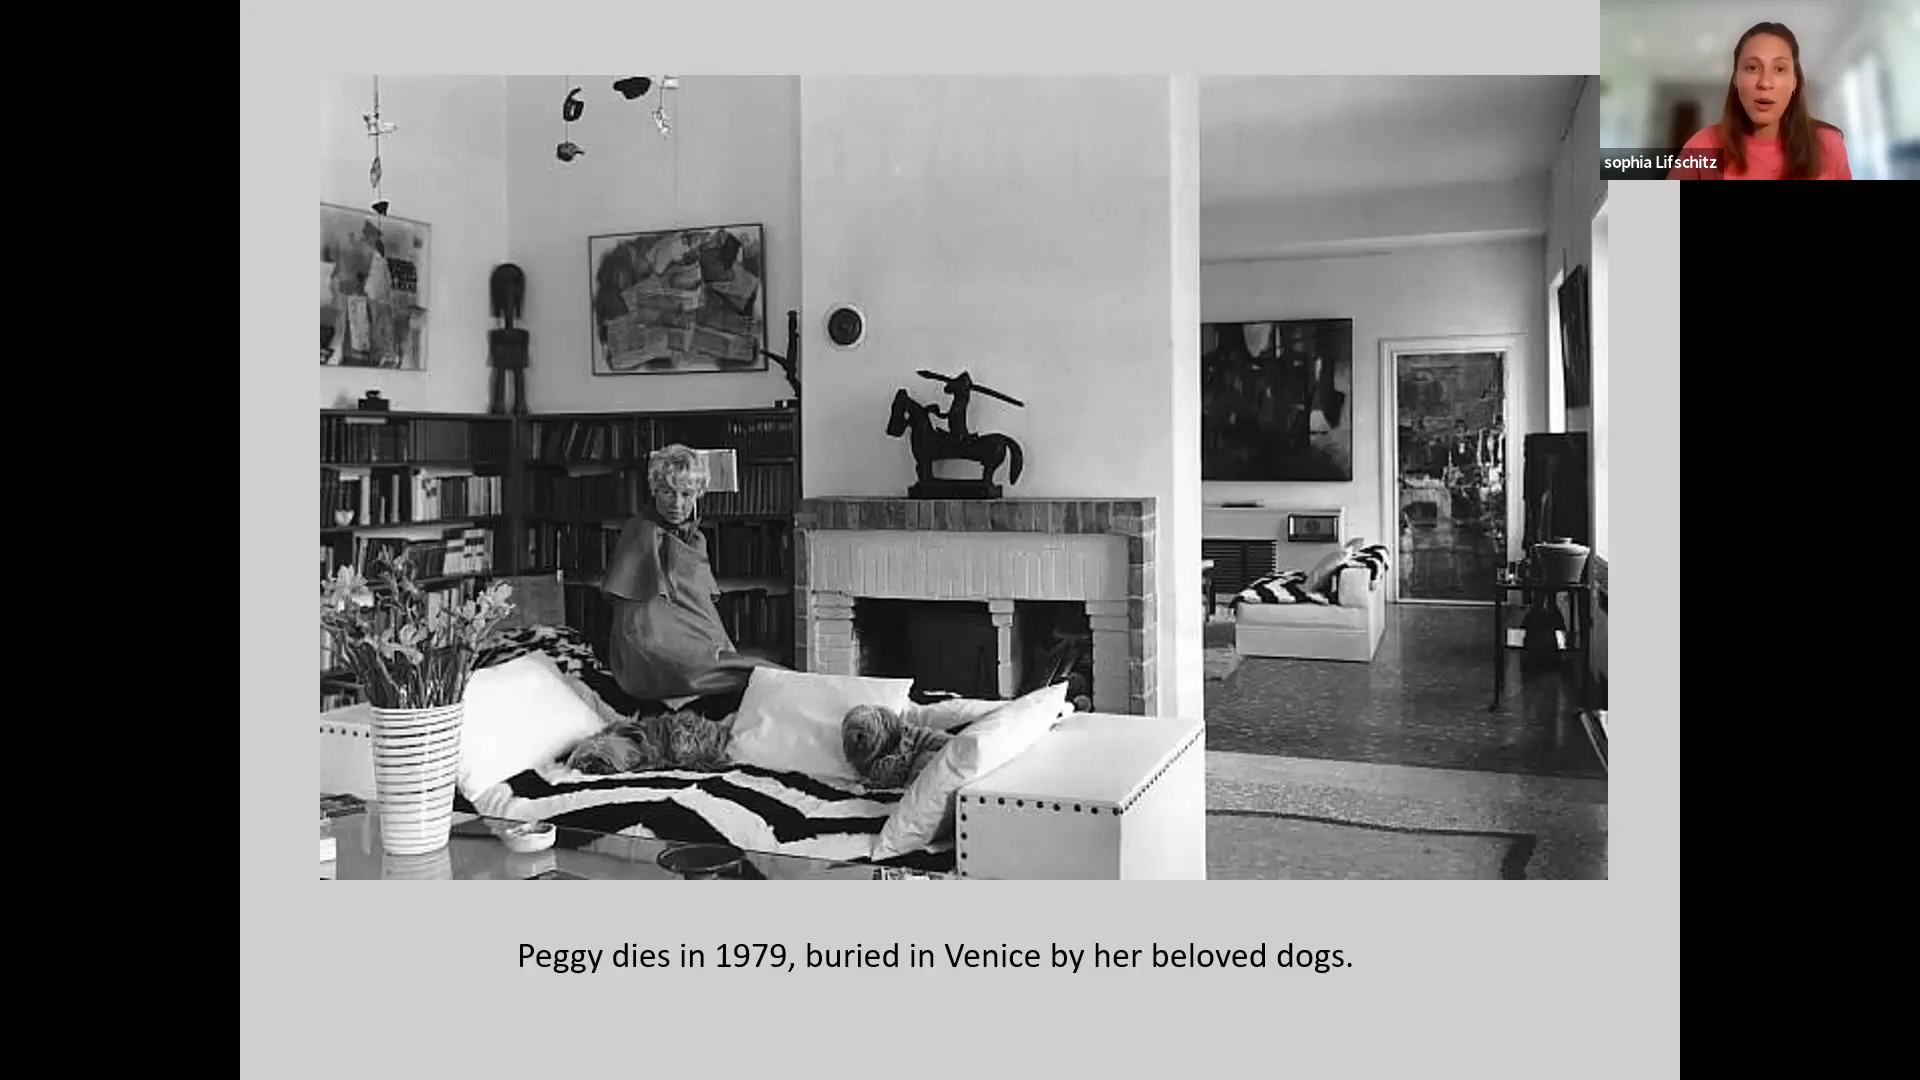 sophia Lifschitz
Peggy dies in 1979, buried in Venice by her beloved dogs.